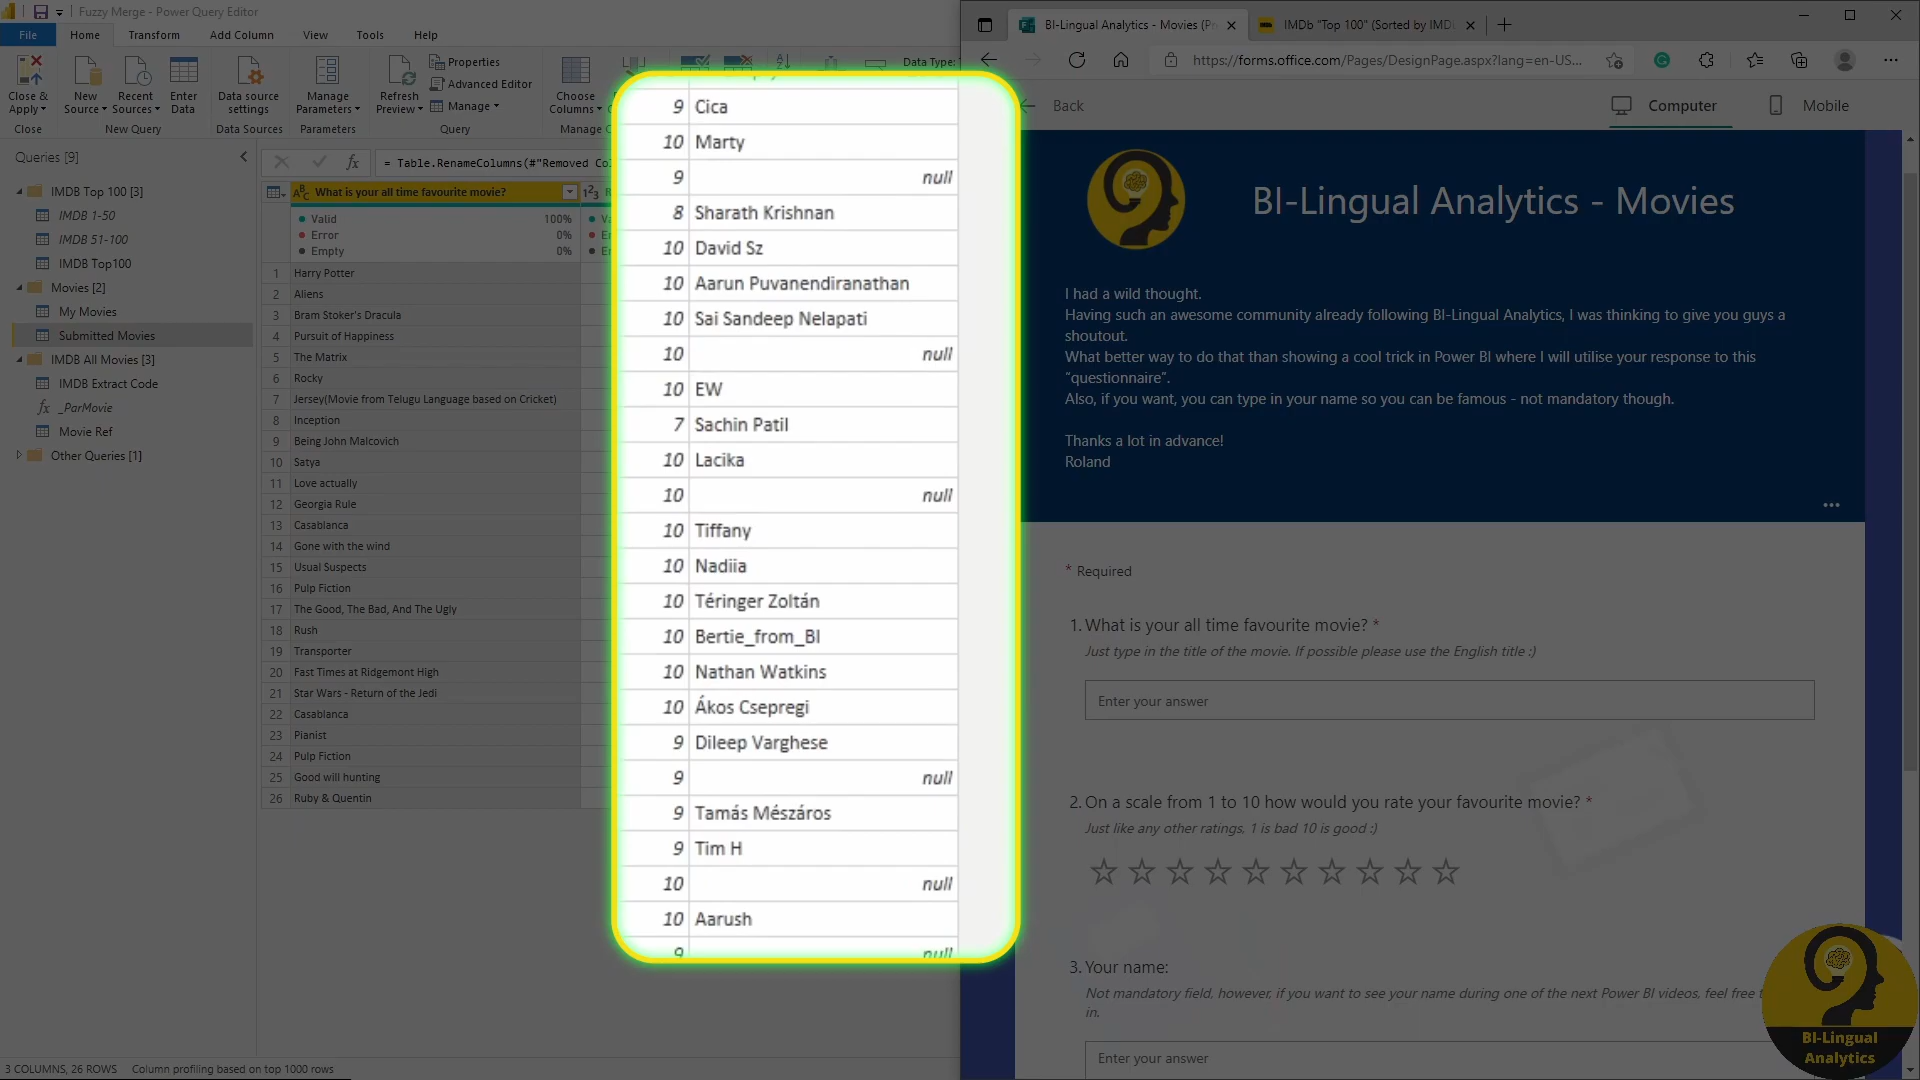 Fuzzy Merge - Power Query Editor
File
Home
Transform
Add Column
View
Tools
Help
Close & Apply
New Source
Recent Sources
Enter Data
Data source settings
Manage Parameters
Refresh Preview
Properties
Advanced Editor
Manage
Choose Columns
Data Type:
Close
New Query
Data Sources
Parameters
Query
Manage C
Queries [9]
= Table.RenameColumns(#"Removed Co
IMDB Top 100 [3]
IMDB 1-50
IMDB 51-100
IMDB Top100
Movies [2]
My Movies
Submitted Movies
IMDB All Movies [3]
IMDB Extract Code
_ParMovie
Movie Ref
Other Queries [1]
What is your all time favourite movie?
Valid 100%
Error 0%
Empty 0%
1 Harry Potter
2 Aliens
3 Bram Stoker's Dracula
4 Pursuit of Happiness
5 The Matrix
6 Rocky
7 Jersey(Movie from Telugu Language based on Cricket)
8 Inception
9 Being John Malcovich
10 Satya
11 Love actually
12 Georgia Rule
13 Casablanca
14 Gone with the wind
15 Usual Suspects
16 Pulp Fiction
17 The Good, The Bad, And The Ugly
18 Rush
19 Transporter
20 Fast Times at Ridgemont High
21 Star Wars - Return of the Jedi
22 Casablanca
23 Pianist
24 Pulp Fiction
25 Good will hunting
26 Ruby & Quentin
3 COLUMNS, 26 ROWS
Column profiling based on top 1000 rows
9 Cica
10 Marty
9 null
8 Sharath Krishnan
10 David Sz
10 Aarun Puvanendiranathan
10 Sai Sandeep Nelapati
10 null
10 EW
7 Sachin Patil
10 Lacika
10 null
10 Tiffany
10 Nadiia
10 Téringer Zoltán
10 Bertie_from_BI
10 Nathan Watkins
10 Ákos Csepregi
9 Dileep Varghese
9 null
9 Tamás Mészáros
9 Tim H
10 null
10 Aarush
9 null
BI-Lingual Analytics - Movies (Pr
IMDb "Top 100" (Sorted by IMD
https://forms.office.com/Pages/DesignPage.aspx?lang=en-US...
Back
Computer
Mobile
BI-Lingual Analytics - Movies
I had a wild thought.
Having such an awesome community already following BI-Lingual Analytics, I was thinking to give you guys a
shoutout.
What better way to do that than showing a cool trick in Power BI where I will utilise your response to this
"questionnaire".
Also, if you want, you can type in your name so you can be famous - not mandatory though.
Thanks a lot in advance!
Roland
* Required
1. What is your all time favourite movie? *
Just type in the title of the movie. If possible please use the English title :)
Enter your answer
2. On a scale from 1 to 10 how would you rate your favourite movie? *
Just like any other ratings, 1 is bad 10 is good :)
3. Your name:
Not mandatory field, however, if you want to see your name during one of the next Power BI videos, feel free t
in.
Enter your answer
BI-Lingual
Analytics